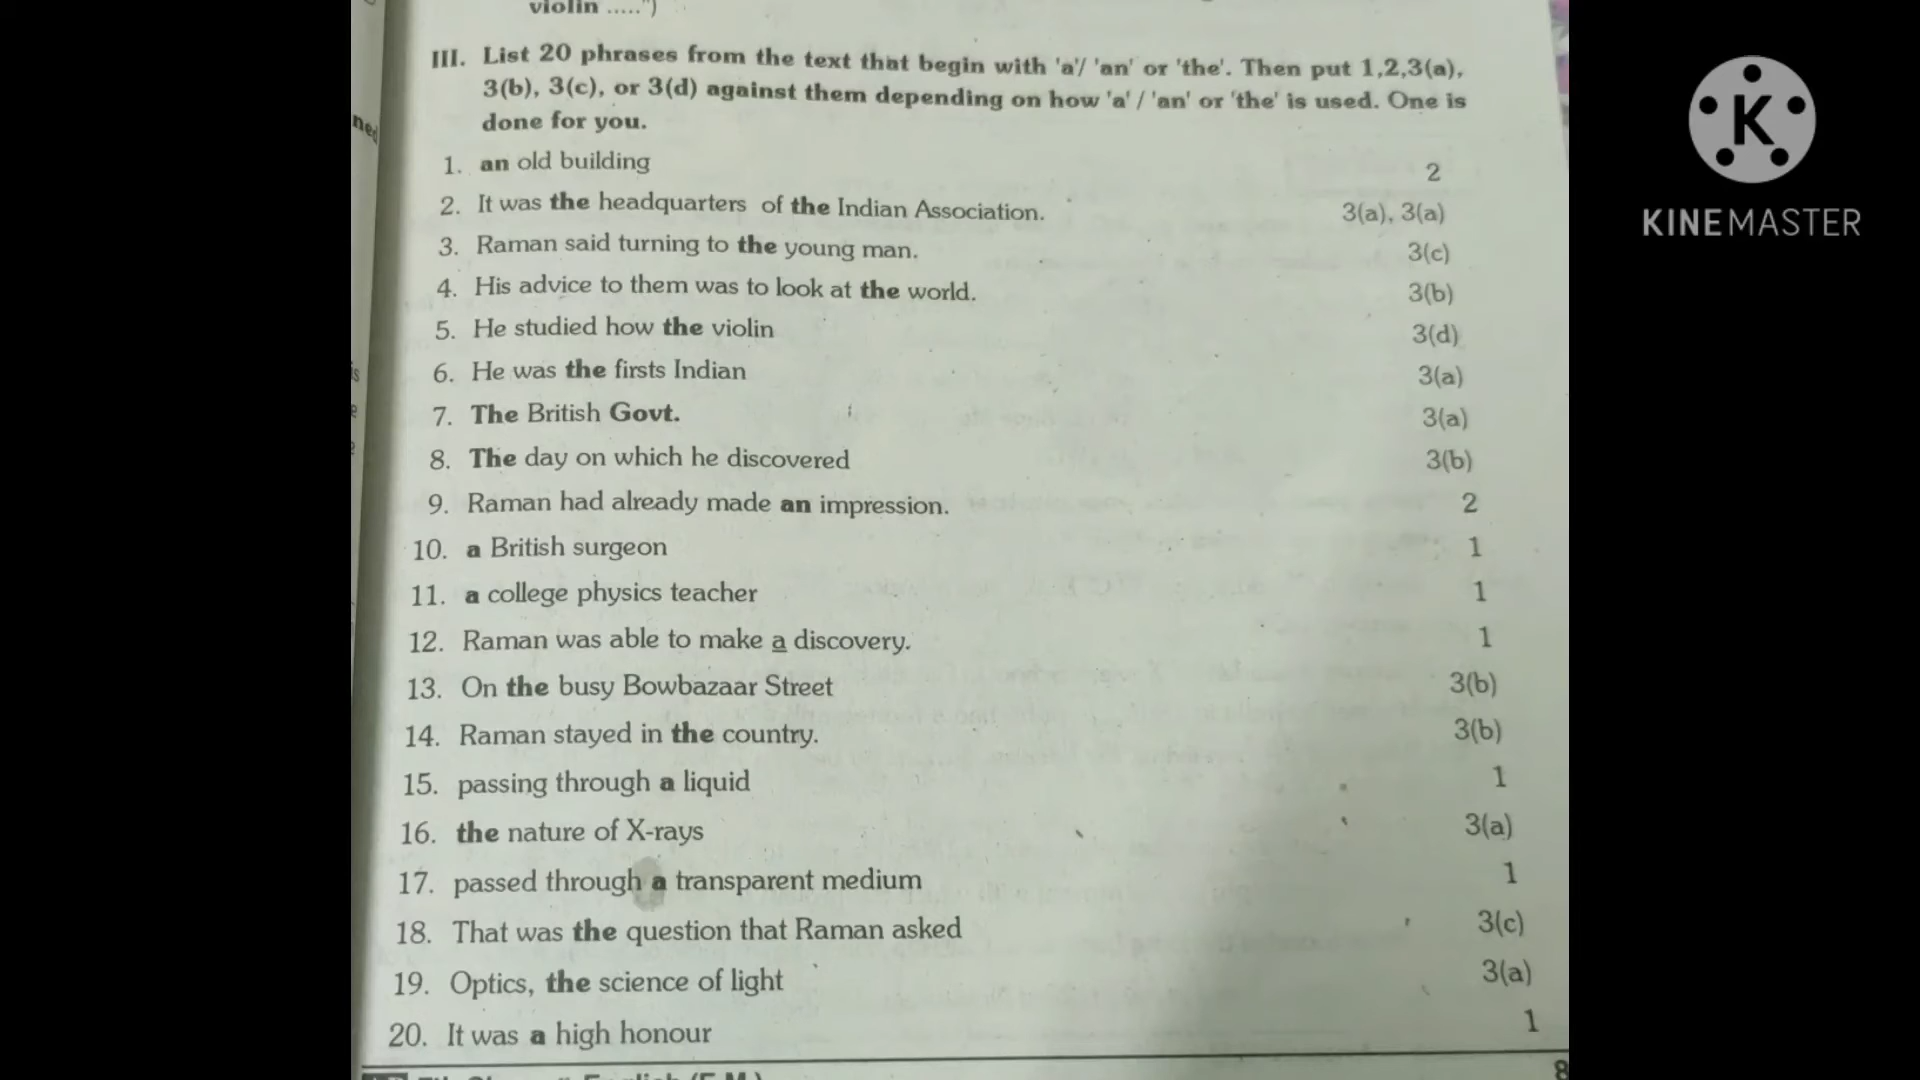 violin .....")
III. List 20 phrases from the text that begin with 'a'/ 'an' or 'the'. Then put 1,2,3(a),
3(b), 3(c), or 3(d) against them depending on how 'a' / 'an' or 'the' is used. One is
done for you.
1. an old building 2
2. It was the headquarters of the Indian Association. 3(a), 3(a)
3. Raman said turning to the young man. 3(c)
4. His advice to them was to look at the world. 3(b)
5. He studied how the violin 3(d)
6. He was the firsts Indian 3(a)
7. The British Govt. 3(a)
8. The day on which he discovered 3(b)
9. Raman had already made an impression. 2
10. a British surgeon 1
11. a college physics teacher 1
12. Raman was able to make a discovery. 1
13. On the busy Bowbazaar Street 3(b)
14. Raman stayed in the country. 3(b)
15. passing through a liquid 1
16. the nature of X-rays 3(a)
17. passed through a transparent medium 1
18. That was the question that Raman asked 3(c)
19. Optics, the science of light 3(a)
20. It was a high honour 1
K
KINEMASTER